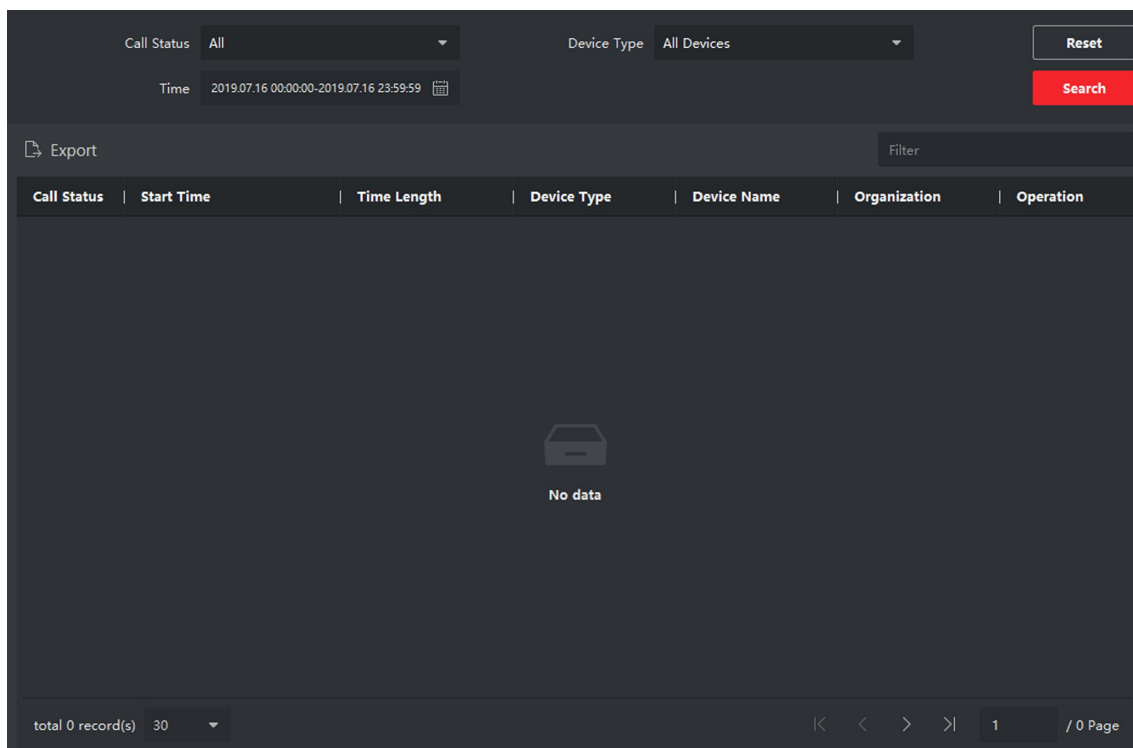 Call Status All Device Type All Devices Reset
Time 2019.07.16 00:00:00-2019.07.16 23:59:59 Search
Export Filter
Call Status | Start Time | Time Length | Device Type | Device Name | Organization | Operation
No data
total 0 record(s) 30 1 / 0 Page